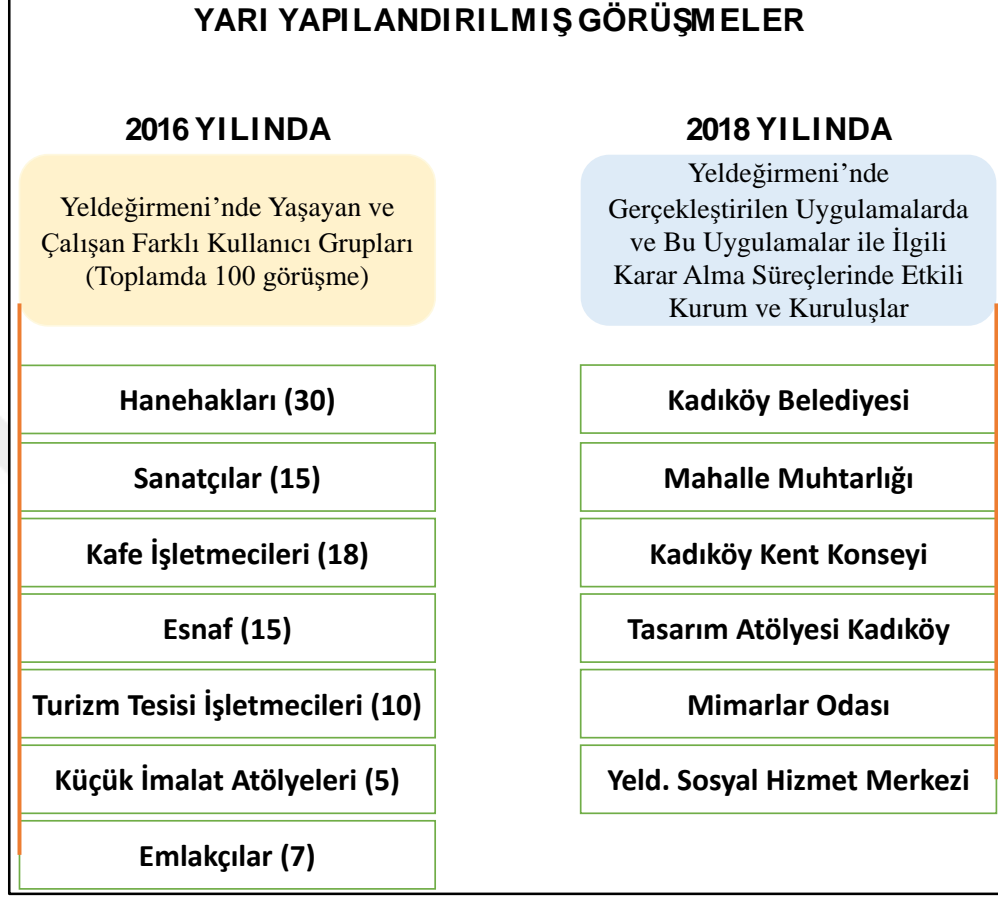 YARI YAPILANDIRILMIŞ GÖRÜŞMELER
2016 YILINDA
Yeldeğirmeni’nde Yaşayan ve
Çalışan Farklı Kullanıcı Grupları
(Toplamda 100 görüşme)
Hanehakları (30)
Sanatçılar (15)
Kafe İşletmecileri (18)
Esnaf (15)
Turizm Tesisi İşletmecileri (10)
Küçük İmalat Atölyeleri (5)
Emlakçılar (7)
2018 YILINDA
Yeldeğirmeni’nde
Gerçekleştirilen Uygulamalarda
ve Bu Uygulamalar ile İlgili
Karar Alma Süreçlerinde Etkili
Kurum ve Kuruluşlar
Kadıköy Belediyesi
Mahalle Muhtarlığı
Kadıköy Kent Konseyi
Tasarım Atölyesi Kadıköy
Mimarlar Odası
Yeld. Sosyal Hizmet Merkezi